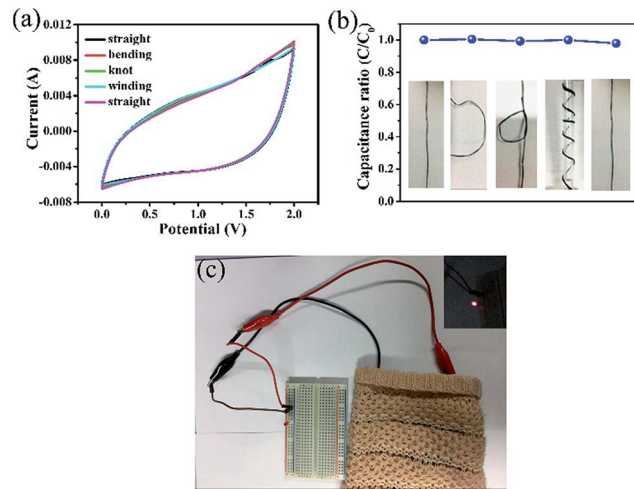 (a)
straight
bending
knot
winding
straight
Current (A)
0.012
0.008
0.004
0.000
-0.004
-0.008
0.0
0.5
1.0
1.5
2.0
Potential (V)
(b)
Capacitance ratio (C/C₀)
1.0
0.8
0.6
0.4
0.2
0.0
(c)